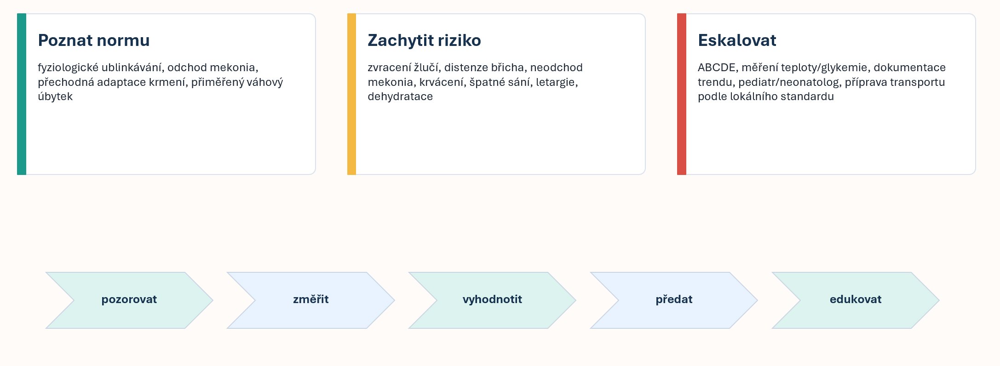 Poznat normu
fyziologické ublinkávání, odchod mekonia,
přechodná adaptace krmení, přiměřený váhový
úbytek
Zachytit riziko
zvracení žlučí, distenze břicha, neodchod
mekonia, krvácení, špatné sání, letargie,
dehydratace
Eskalovat
ABCDE, měření teploty/glykemie, dokumentace
trendu, pediatr/neonatolog, příprava transportu
podle lokálního standardu
pozorovat
změřit
vyhodnotit
předat
edukovat